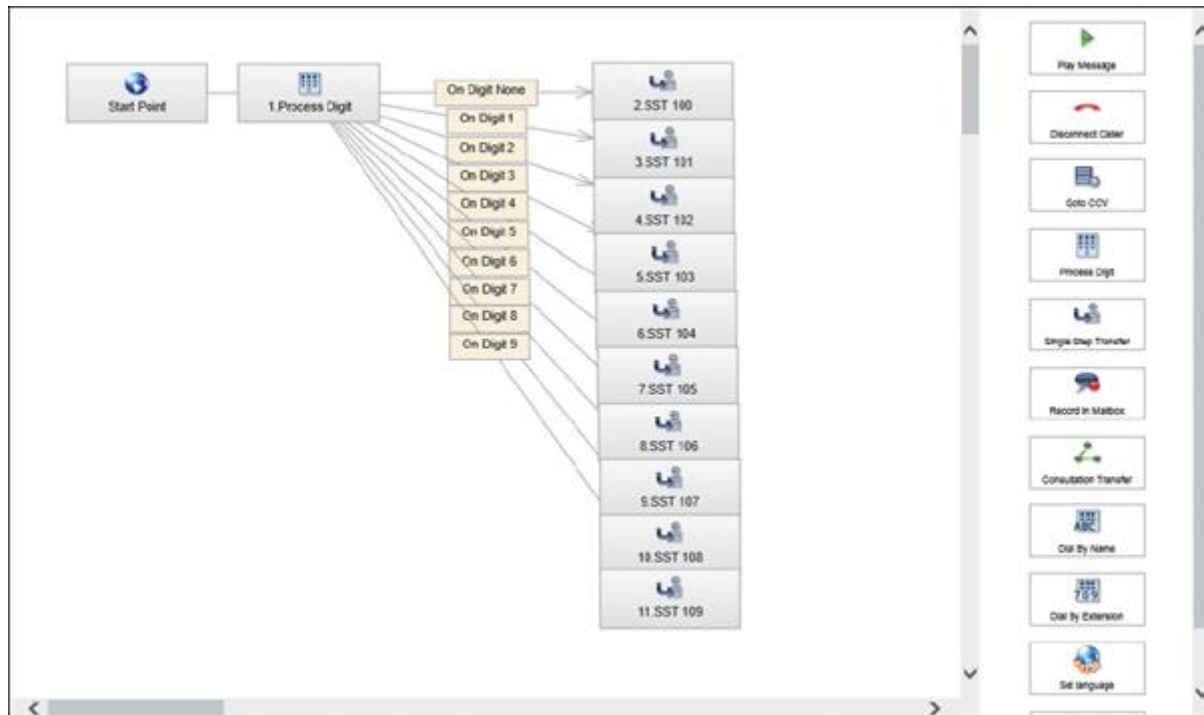 Start Point
1.Process Digit
On Digit None
On Digit 1
On Digit 2
On Digit 3
On Digit 4
On Digit 5
On Digit 6
On Digit 7
On Digit 8
On Digit 9
2.SST 100
3.SST 101
4.SST 102
5.SST 103
6.SST 104
7.SST 105
8.SST 106
9.SST 107
10.SST 108
11.SST 109
Play Message
Disconnect Caller
Goto CCV
Process Digit
Single Step Transfer
Record In Mailbox
Consultation Transfer
ABC
Dial By Name
709
Dial By Extension
Set language